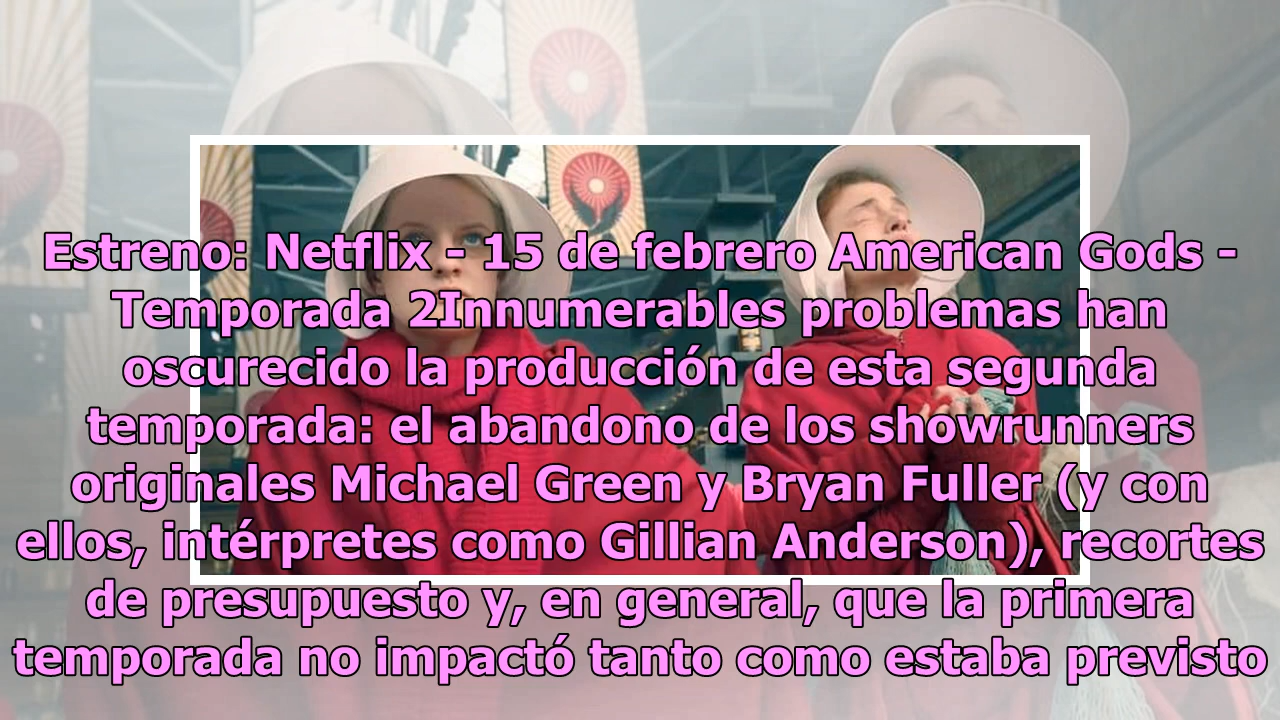 Estreno: Netflix - 15 de febrero American Gods -
Temporada 2Innumerables problemas han
oscurecido la producción de esta segunda
temporada: el abandono de los showrunners
originales Michael Green y Bryan Fuller (y con
ellos, intérpretes como Gillian Anderson), recortes
de presupuesto y, en general, que la primera
temporada no impactó tanto como estaba previsto